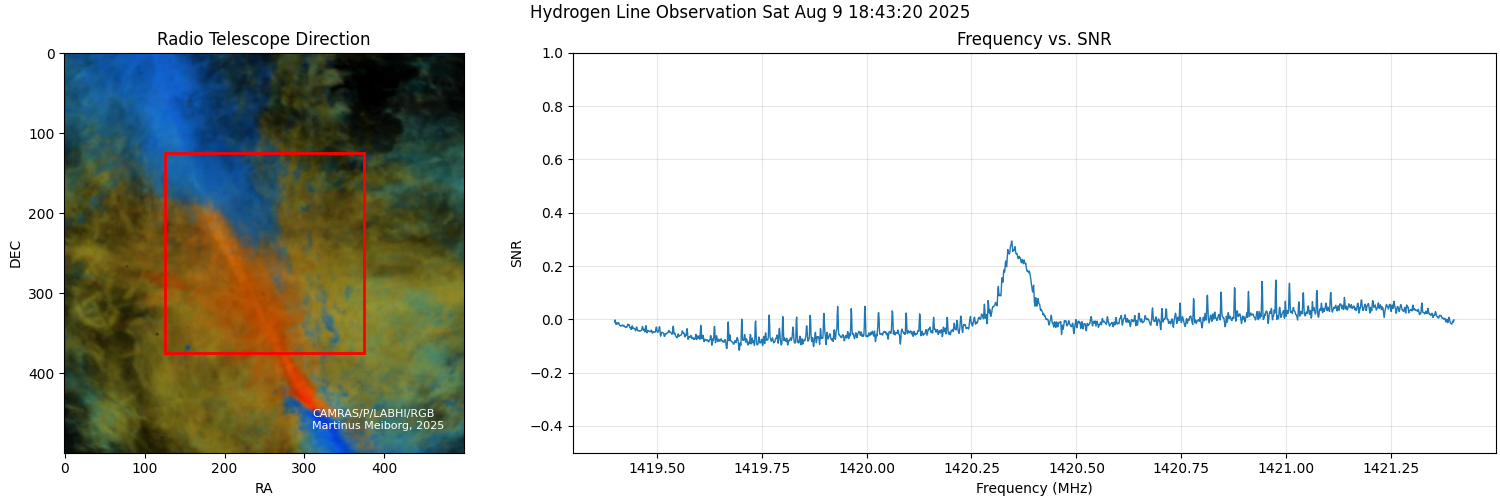 Hydrogen Line Observation Sat Aug 9 18:43:20 2025
Radio Telescope Direction
0
100
200
300
400
DEC
0 100 200 300 400
RA
CAMRAS/P/LABHI/RGB
Martinus Meiborg, 2025
Frequency vs. SNR
1.0
0.8
0.6
0.4
0.2
0.0
−0.2
−0.4
SNR
1419.50 1419.75 1420.00 1420.25 1420.50 1420.75 1421.00 1421.25
Frequency (MHz)